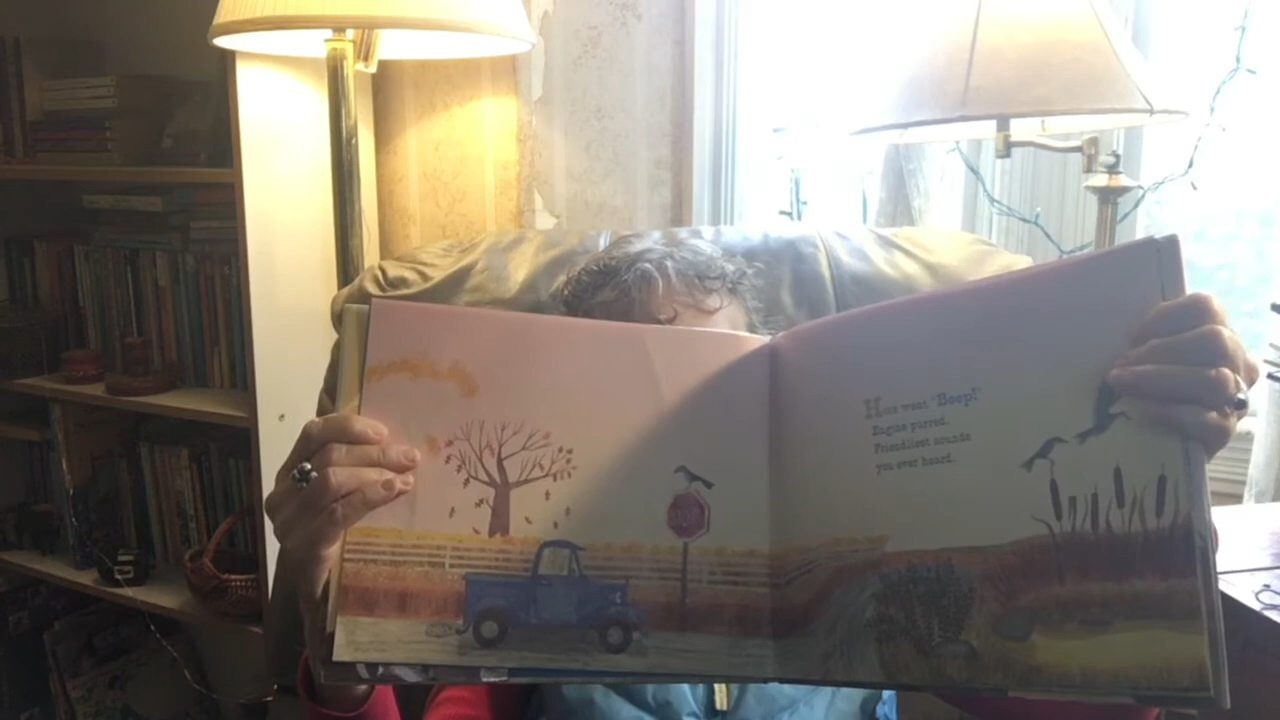 Horn went "Beep!"
Engine purred.
Friendliest sounds
you ever heard.